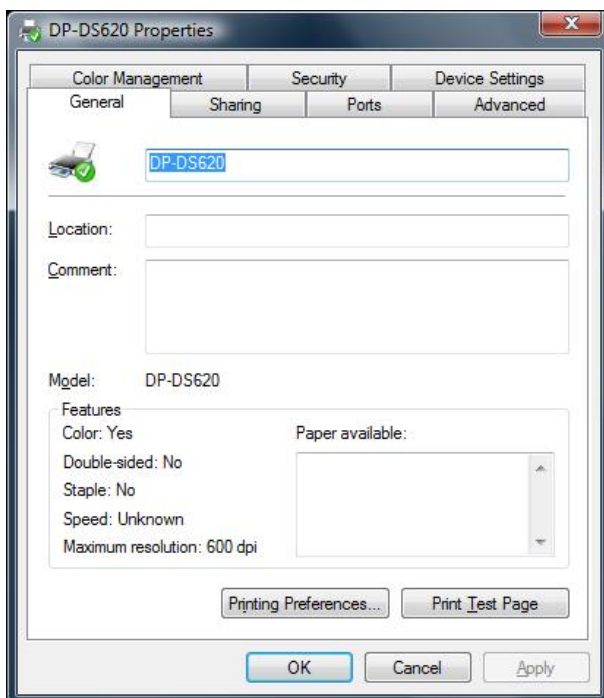 DP-DS620 Properties
Color Management Security Device Settings
General Sharing Ports Advanced
DP-DS620
Location:
Comment:
Model: DP-DS620
Features
Color: Yes Paper available:
Double-sided: No
Staple: No
Speed: Unknown
Maximum resolution: 600 dpi
Printing Preferences... Print Test Page
OK Cancel Apply